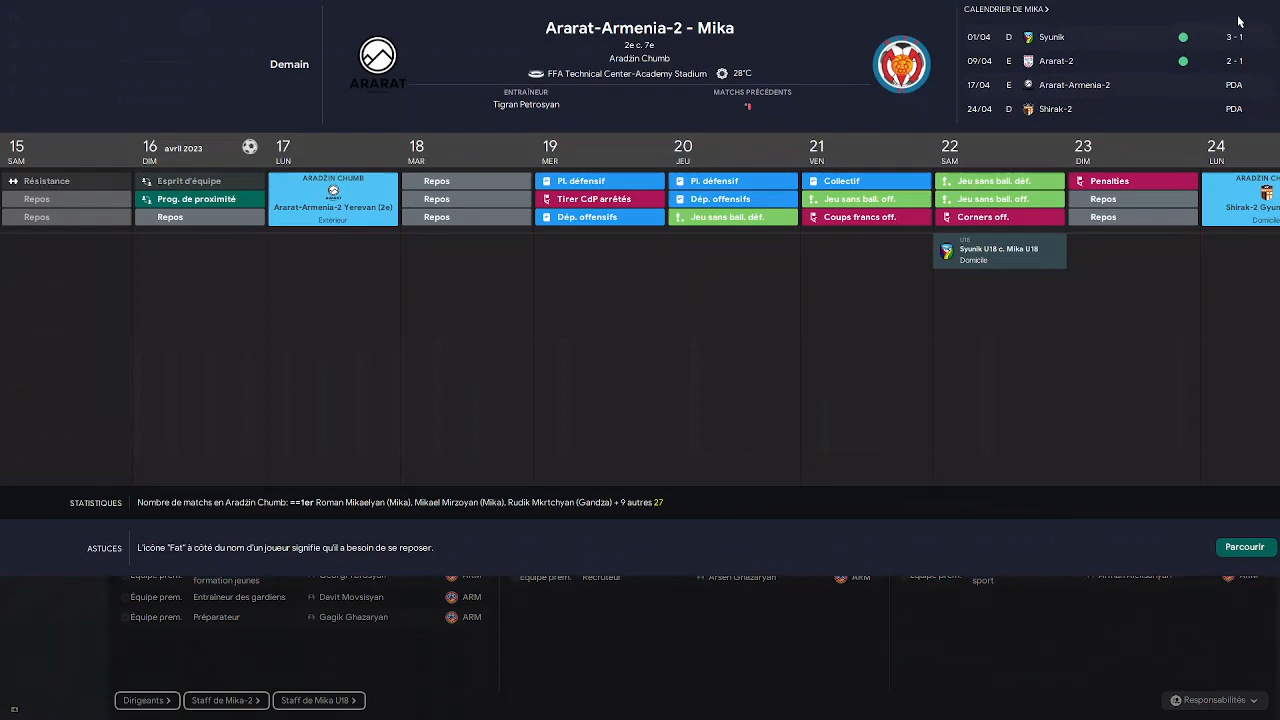 Ararat-Armenia-2 - Mika
2e c. 7e
Aradžin Chumb
Demain
ARARAT
FFA Technical Center-Academy Stadium
28°C
ENTRAÎNEUR
Tigran Petrosyan
MATCHS PRÉCÉDENTS
CALENDRIER DE MIKA
01/04 D Syunik 3 - 1
09/04 E Ararat-2 2 - 1
17/04 E Ararat-Armenia-2 PDA
24/04 D Shirak-2 PDA
15 SAM
16 avril 2023 DIM
17 LUN
18 MAR
19 MER
20 JEU
21 VEN
22 SAM
23 DIM
24 LUN
Résistance
Repos
Repos
Esprit d'équipe
Prog. de proximité
Repos
ARADŽIN CHUMB
Ararat-Armenia-2 Yerevan (2e)
Extérieur
Repos
Repos
Repos
Pl. défensif
Tirer CdP arrêtés
Dép. offensifs
Pl. défensif
Dép. offensifs
Jeu sans ball. déf.
Collectif
Jeu sans ball. off.
Coups francs off.
Jeu sans ball. déf.
Jeu sans ball. off.
Corners off.
U18
Syunik U18 c. Mika U18
Domicile
Penalties
Repos
Repos
ARADŽIN CH
Shirak-2 Gyun
Domicile
STATISTIQUES
Nombre de matchs en Aradžin Chumb: ==1er Roman Mikaelyan (Mika), Mikael Mirzoyan (Mika), Rudik Mkrtchyan (Gandza) + 9 autres 27
ASTUCES
L'icône "Fat" à côté du nom d'un joueur signifie qu'il a besoin de se reposer.
Parcourir
Équipe prem. formation jeunes ARM
Équipe prem. Recruteur Arsen Ghazaryan ARM
sport
Équipe prem. Entraîneur des gardiens Davit Movsisyan ARM
Équipe prem. Préparateur Gagik Ghazaryan ARM
Dirigeants
Staff de Mika-2
Staff de Mika U18
Responsabilités